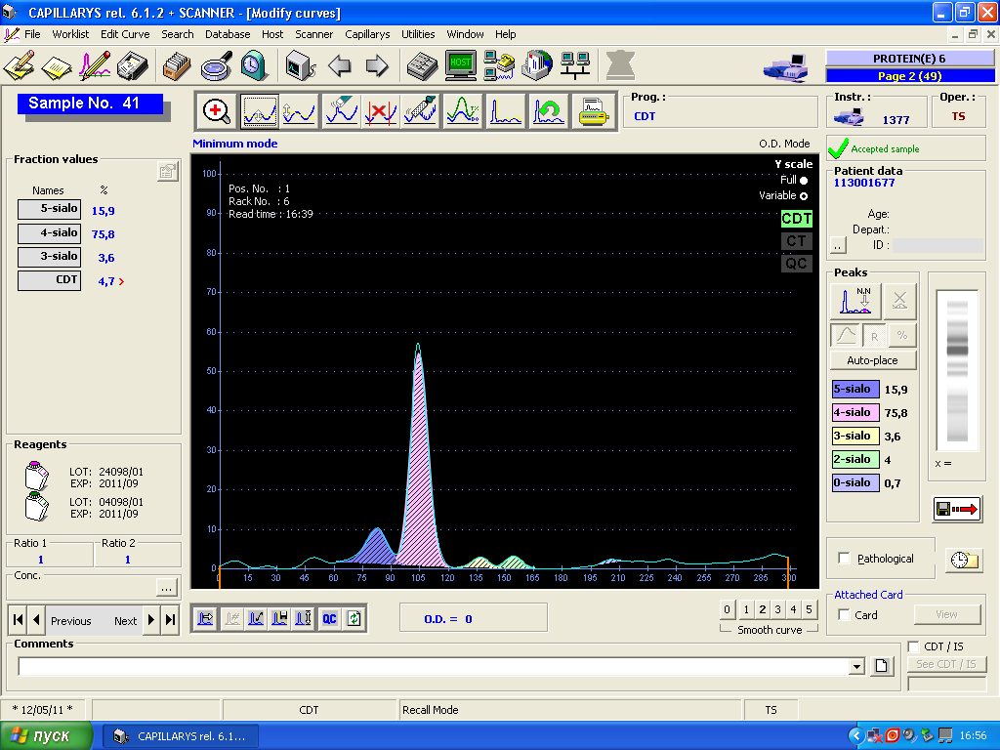 CAPILLARYS rel. 6.1.2 + SCANNER - [Modify curves]
File Worklist Edit Curve Search Database Host Scanner Capillarys Utilities Window Help
HOST
PROTEIN(E) 6
Page 2 (49)
Sample No. 41
Prog.:
CDT
Instr.:
1377
Oper.:
TS
Minimum mode
O.D. Mode
Accepted sample
Fraction values
Names %
5-sialo 15,9
4-sialo 75,8
3-sialo 3,6
CDT 4,7 >
Pos. No. : 1
Rack No. : 6
Read time : 16:39
Y scale
Full
Variable
CDT
CT
QC
100
90
80
70
60
50
40
30
20
10
0
0 15 30 45 60 75 90 105 120 135 150 165 180 195 210 225 240 255 270 285 300
Patient data
113001677
Age:
Depart.:
.. ID :
Peaks
N.N
R %
Auto-place
5-sialo 15,9
4-sialo 75,8
3-sialo 3,6
2-sialo 4
0-sialo 0,7
x =
Reagents
LOT: 24098/01
EXP: 2011/09
LOT: 04098/01
EXP: 2011/09
Ratio 1 Ratio 2
1 1
Conc.
...
Previous Next
QC
O.D. = 0
0 1 2 3 4 5
Smooth curve
Pathological
Attached Card
Card View
Comments
CDT / IS
See CDT / IS
* 12/05/11 * CDT Recall Mode TS
пуск CAPILLARYS rel. 6.1... 16:56